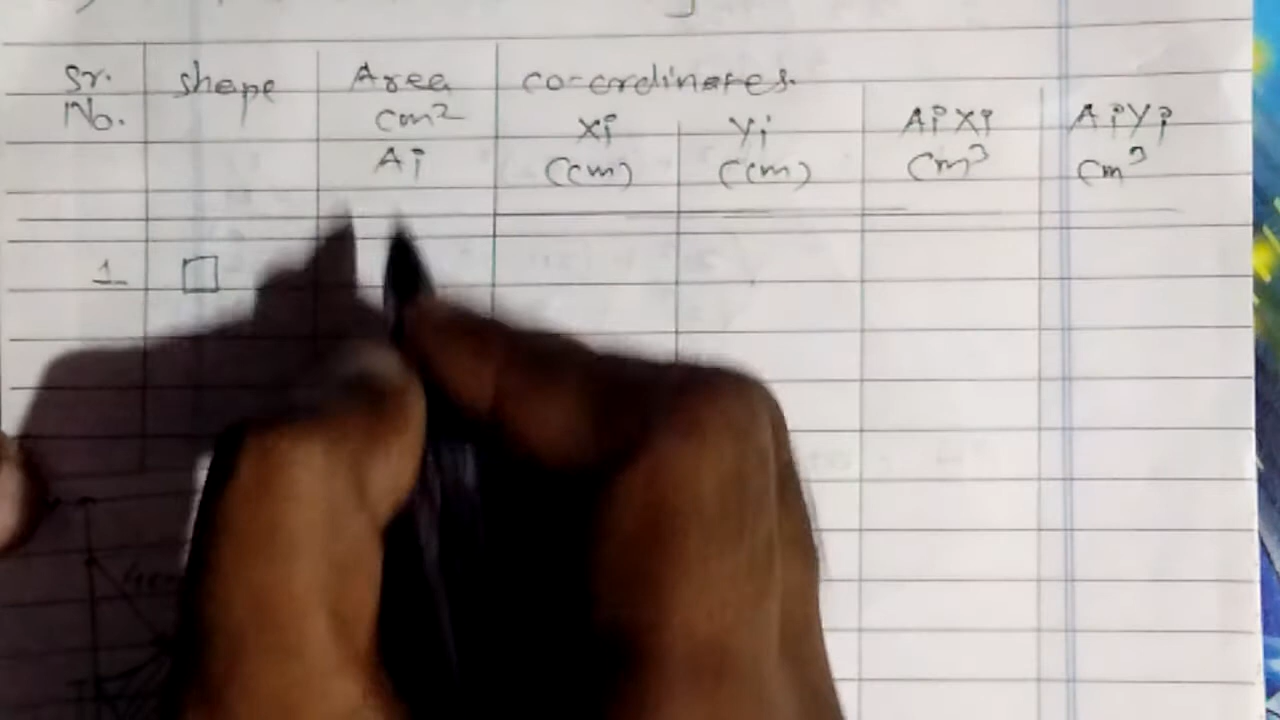 Sr. shape Area co-ordinates.
No. cm² xi yi Aixi Aiyi
Ai (cm) (cm) cm³ cm³
1 □